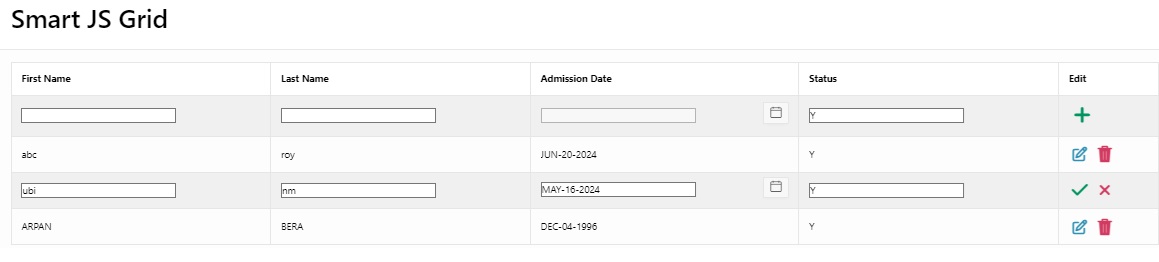 Smart JS Grid
First Name Last Name Admission Date Status Edit
Y
abc roy JUN-20-2024 Y
ubi nm MAY-16-2024 Y
ARPAN BERA DEC-04-1996 Y